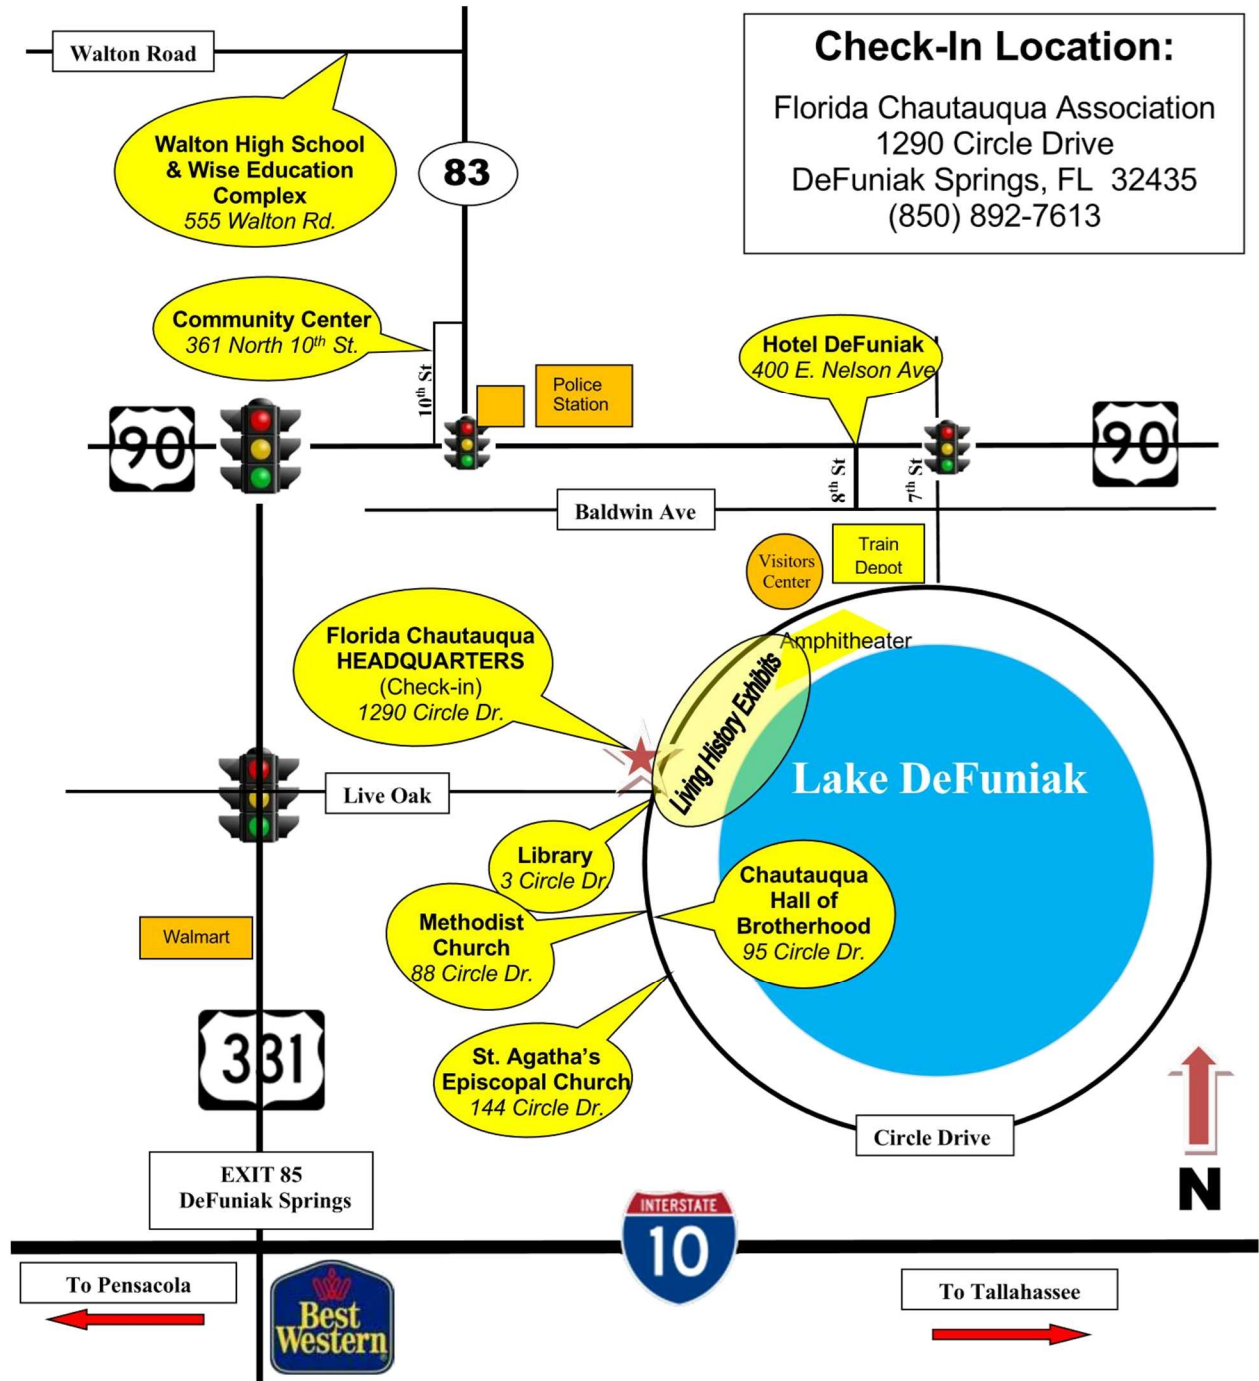 Check-In Location:
Florida Chautauqua Association
1290 Circle Drive
DeFuniak Springs, FL  32435
(850) 892-7613
Walton Road
Walton High School
& Wise Education
Complex
555 Walton Rd.
83
Community Center
361 North 10th St.
10th St
Police
Station
Hotel DeFuniak
400 E. Nelson Ave
90
90
8th St
7th St
Baldwin Ave
Visitors
Center
Train
Depot
Amphitheater
Living History Exhibits
Florida Chautauqua
HEADQUARTERS
(Check-in)
1290 Circle Dr.
Lake DeFuniak
Live Oak
Library
3 Circle Dr.
Chautauqua
Hall of
Brotherhood
95 Circle Dr.
Methodist
Church
88 Circle Dr.
Walmart
St. Agatha’s
Episcopal Church
144 Circle Dr.
331
Circle Drive
N
EXIT 85
DeFuniak Springs
INTERSTATE
10
To Pensacola
Best
Western
To Tallahassee